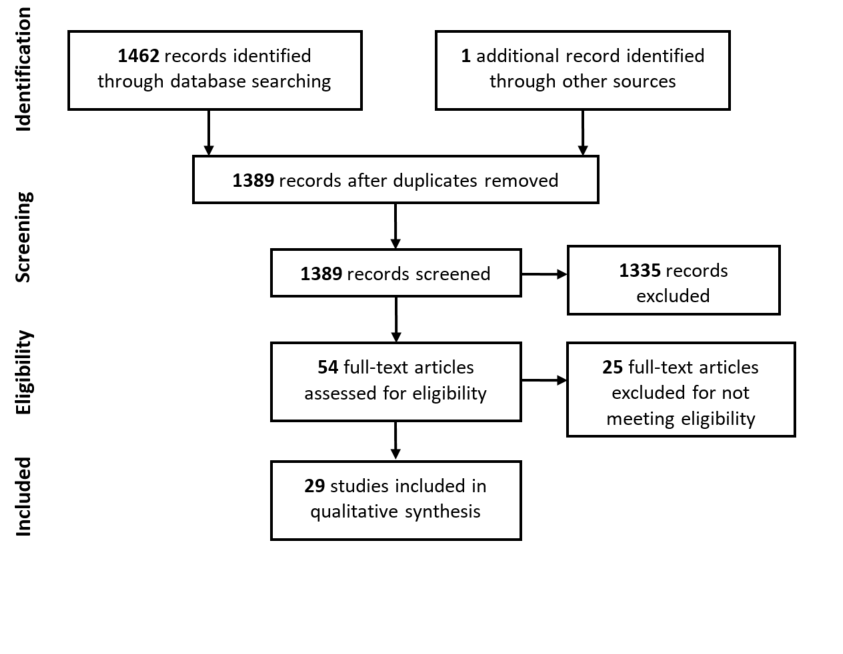 Identification
1462 records identified
through database searching
1 additional record identified
through other sources
1389 records after duplicates removed
Screening
1389 records screened
1335 records
excluded
Eligibility
54 full-text articles
assessed for eligibility
25 full-text articles
excluded for not
meeting eligibility
Included
29 studies included in
qualitative synthesis